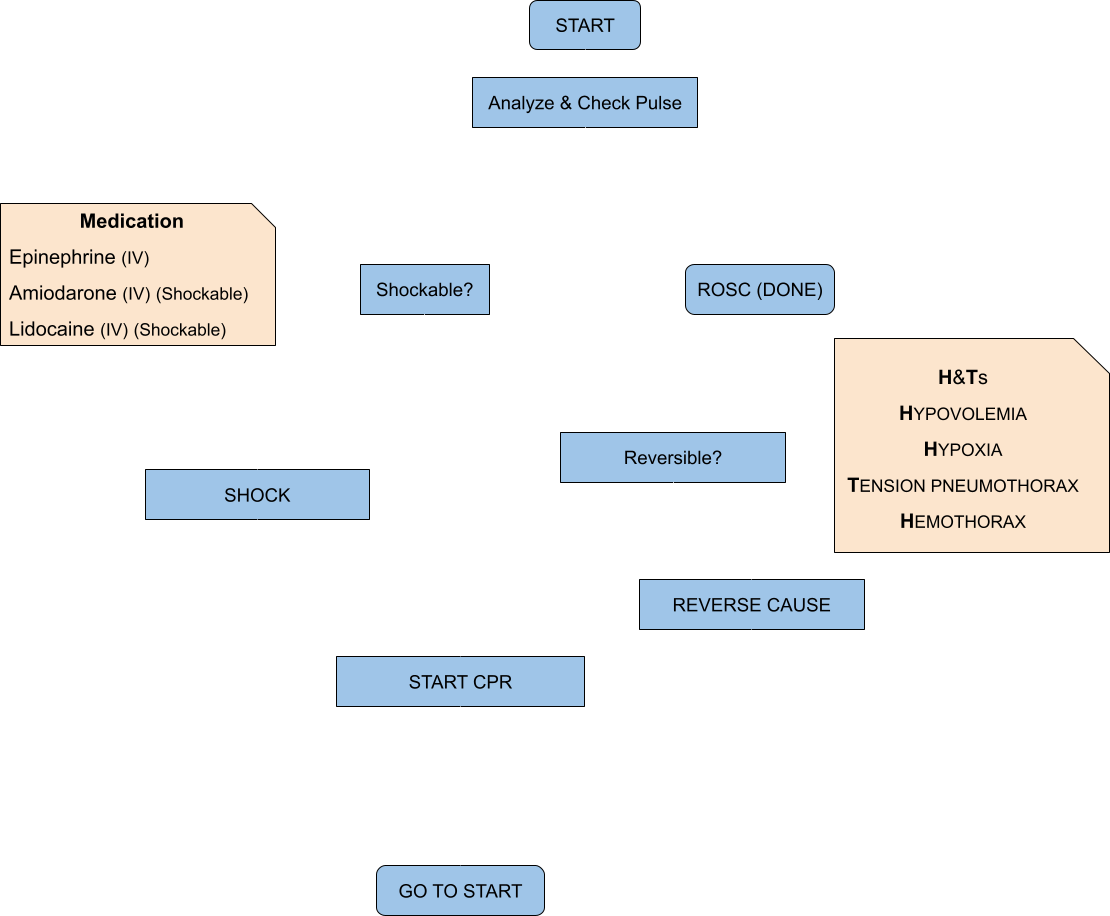 START
Analyze & Check Pulse
Medication
Epinephrine (IV)
Amiodarone (IV) (Shockable)
Lidocaine (IV) (Shockable)
Shockable?
ROSC (DONE)
H&Ts
HYPOVOLEMIA
HYPOXIA
TENSION PNEUMOTHORAX
HEMOTHORAX
Reversible?
SHOCK
REVERSE CAUSE
START CPR
GO TO START